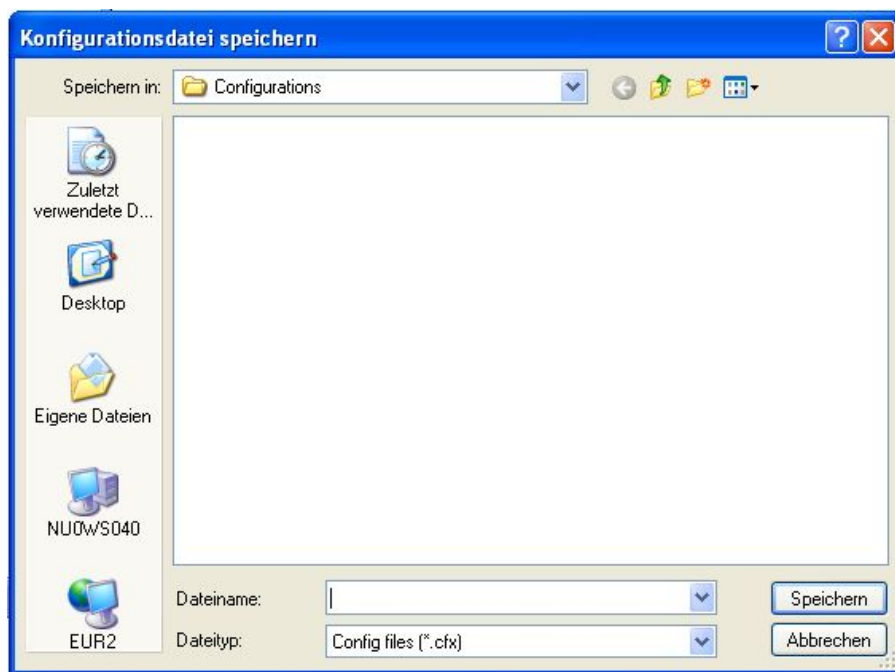 Konfigurationsdatei speichern
Speichern in:
Configurations
Zuletzt
verwendete D...
Desktop
Eigene Dateien
NU0WS040
EUR2
Dateiname:
Speichern
Dateityp:
Config files (*.cfx)
Abbrechen